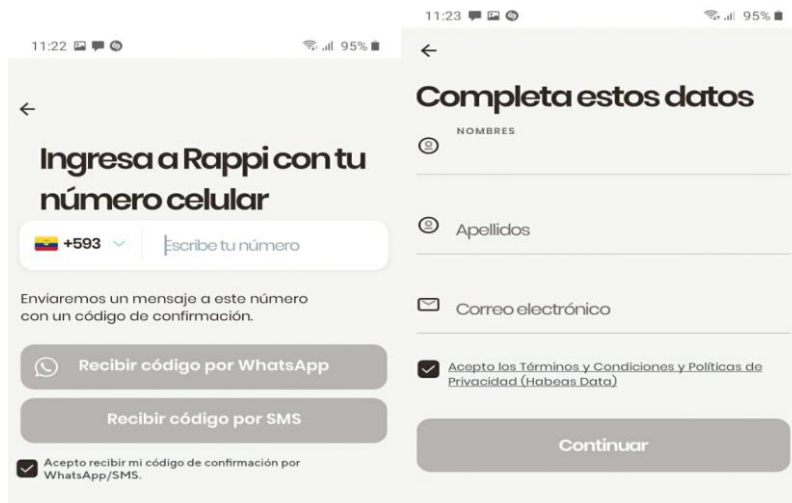 11:22
95%
Ingresa a Rappi con tu
número celular
+593
Escribe tu número
Enviaremos un mensaje a este número
con un código de confirmación.
Recibir código por WhatsApp
Recibir código por SMS
Acepto recibir mi código de confirmación por
WhatsApp/SMS.
11:23
95%
Completa estos datos
NOMBRES
Apellidos
Correo electrónico
Acepto los Términos y Condiciones y Políticas de
Privacidad (Habeas Data)
Continuar